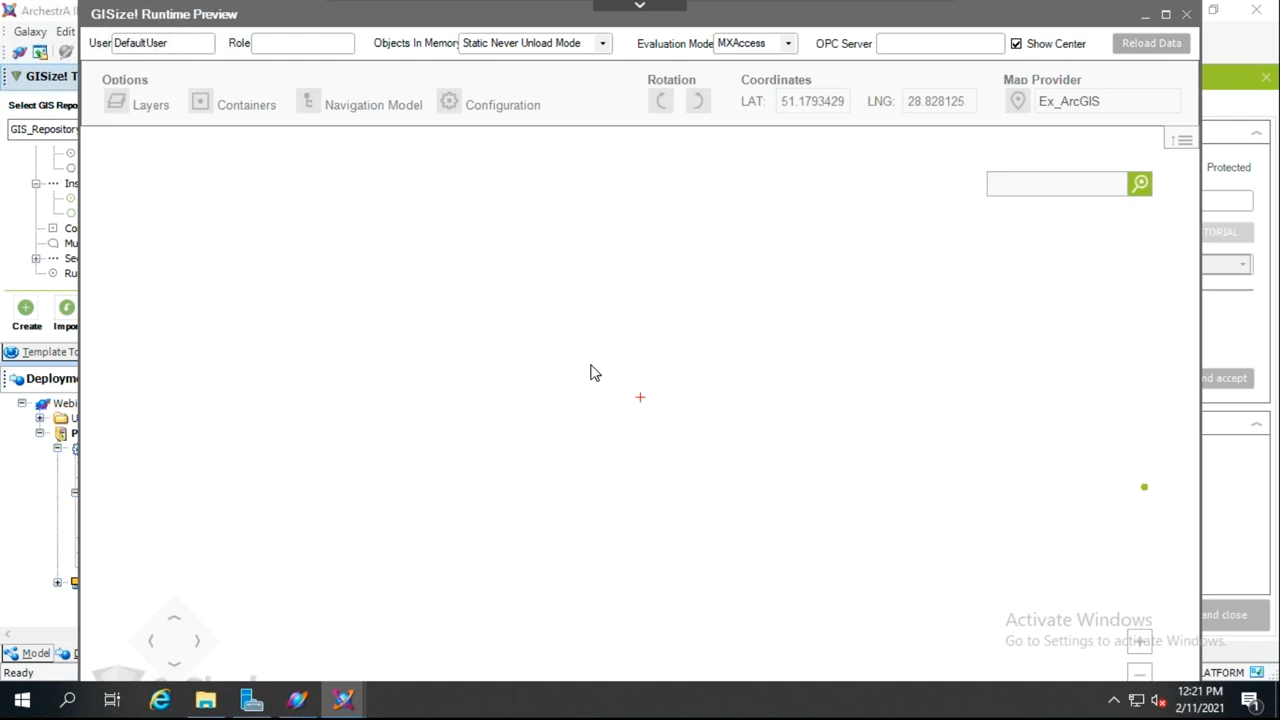 ArchestrA I
GISize! Runtime Preview
Galaxy Edit
User DefaultUser Role Objects In Memory Static Never Unload Mode Evaluation Mode MXAccess OPC Server Show Center Reload Data
GISize! T
Options
Layers Containers Navigation Model Configuration
Rotation
Coordinates
LAT: 51.1793429 LNG: 28.828125
Map Provider
Ex_ArcGIS
Select GIS Repo
GIS_Repository
Ins
Co
Mu
Se
Ru
Create Impor
Template To
Deployme
Webi
U
P
Protected
TORIAL
nd accept
and close
Activate Windows
Go to Settings to activate Windows.
Model D
Ready
ATFORM
12:21 PM
2/11/2021
1